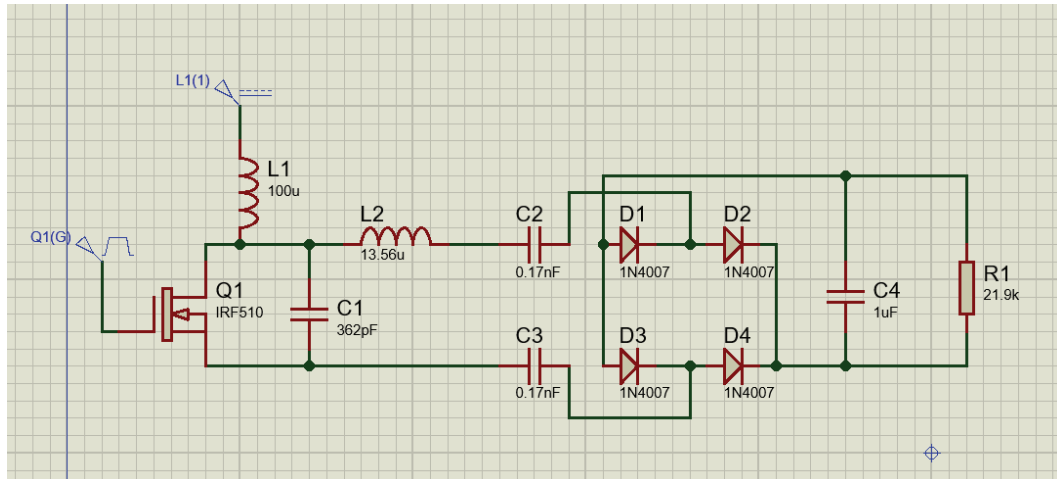 L1(1)
L1
100u
Q1(G)
L2
13.56u
C2
0.17nF
D1
1N4007
D2
1N4007
Q1
IRF510
C1
362pF
C3
0.17nF
D3
1N4007
D4
1N4007
C4
1uF
R1
21.9k